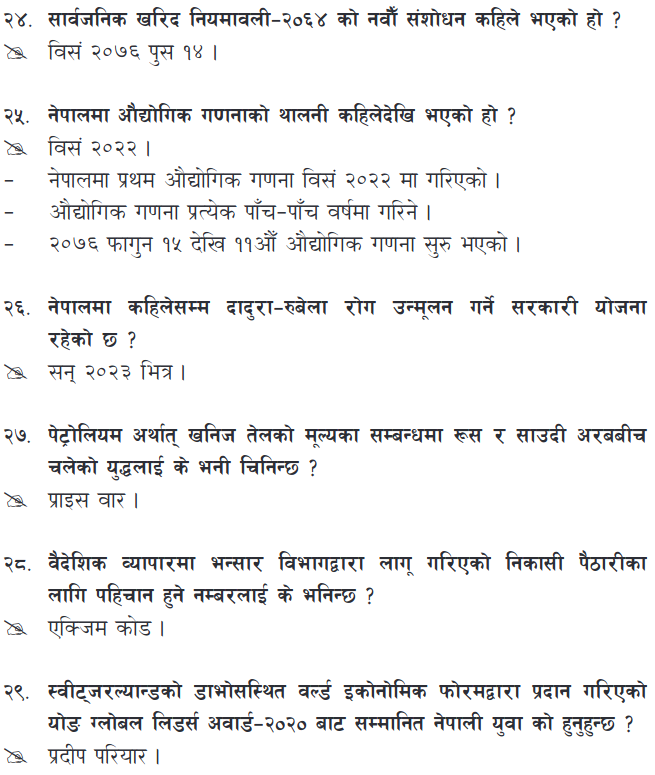 २४. सार्वजनिक खरिद नियमावली-२०६४ को नवौँ संशोधन कहिले भएको हो ?
विसं २०७६ पुस १४ ।
२५. नेपालमा औद्योगिक गणनाको थालनी कहिलेदेखि भएको हो ?
विसं २०२२ ।
- नेपालमा प्रथम औद्योगिक गणना विसं २०२२ मा गरिएको ।
- औद्योगिक गणना प्रत्येक पाँच-पाँच वर्षमा गरिने ।
- २०७६ फागुन १५ देखि ११औँ औद्योगिक गणना सुरु भएको ।
२६. नेपालमा कहिलेसम्म दादुरा-रुबेला रोग उन्मूलन गर्ने सरकारी योजना
रहेको छ ?
सन् २०२३ भित्र ।
२७. पेट्रोलियम अर्थात् खनिज तेलको मूल्यका सम्बन्धमा रूस र साउदी अरबबीच
चलेको युद्धलाई के भनी चिनिन्छ ?
प्राइस वार ।
२८. वैदेशिक व्यापारमा भन्सार विभागद्वारा लागू गरिएको निकासी पैठारीका
लागि पहिचान हुने नम्बरलाई के भनिन्छ ?
एक्जिम कोड ।
२९. स्वीट्जरल्यान्डको डाभोसस्थित वर्ल्ड इकोनोमिक फोरमद्वारा प्रदान गरिएको
योङ ग्लोबल लिडर्स अवार्ड-२०२० बाट सम्मानित नेपाली युवा को हुनुहुन्छ ?
प्रदीप परियार ।